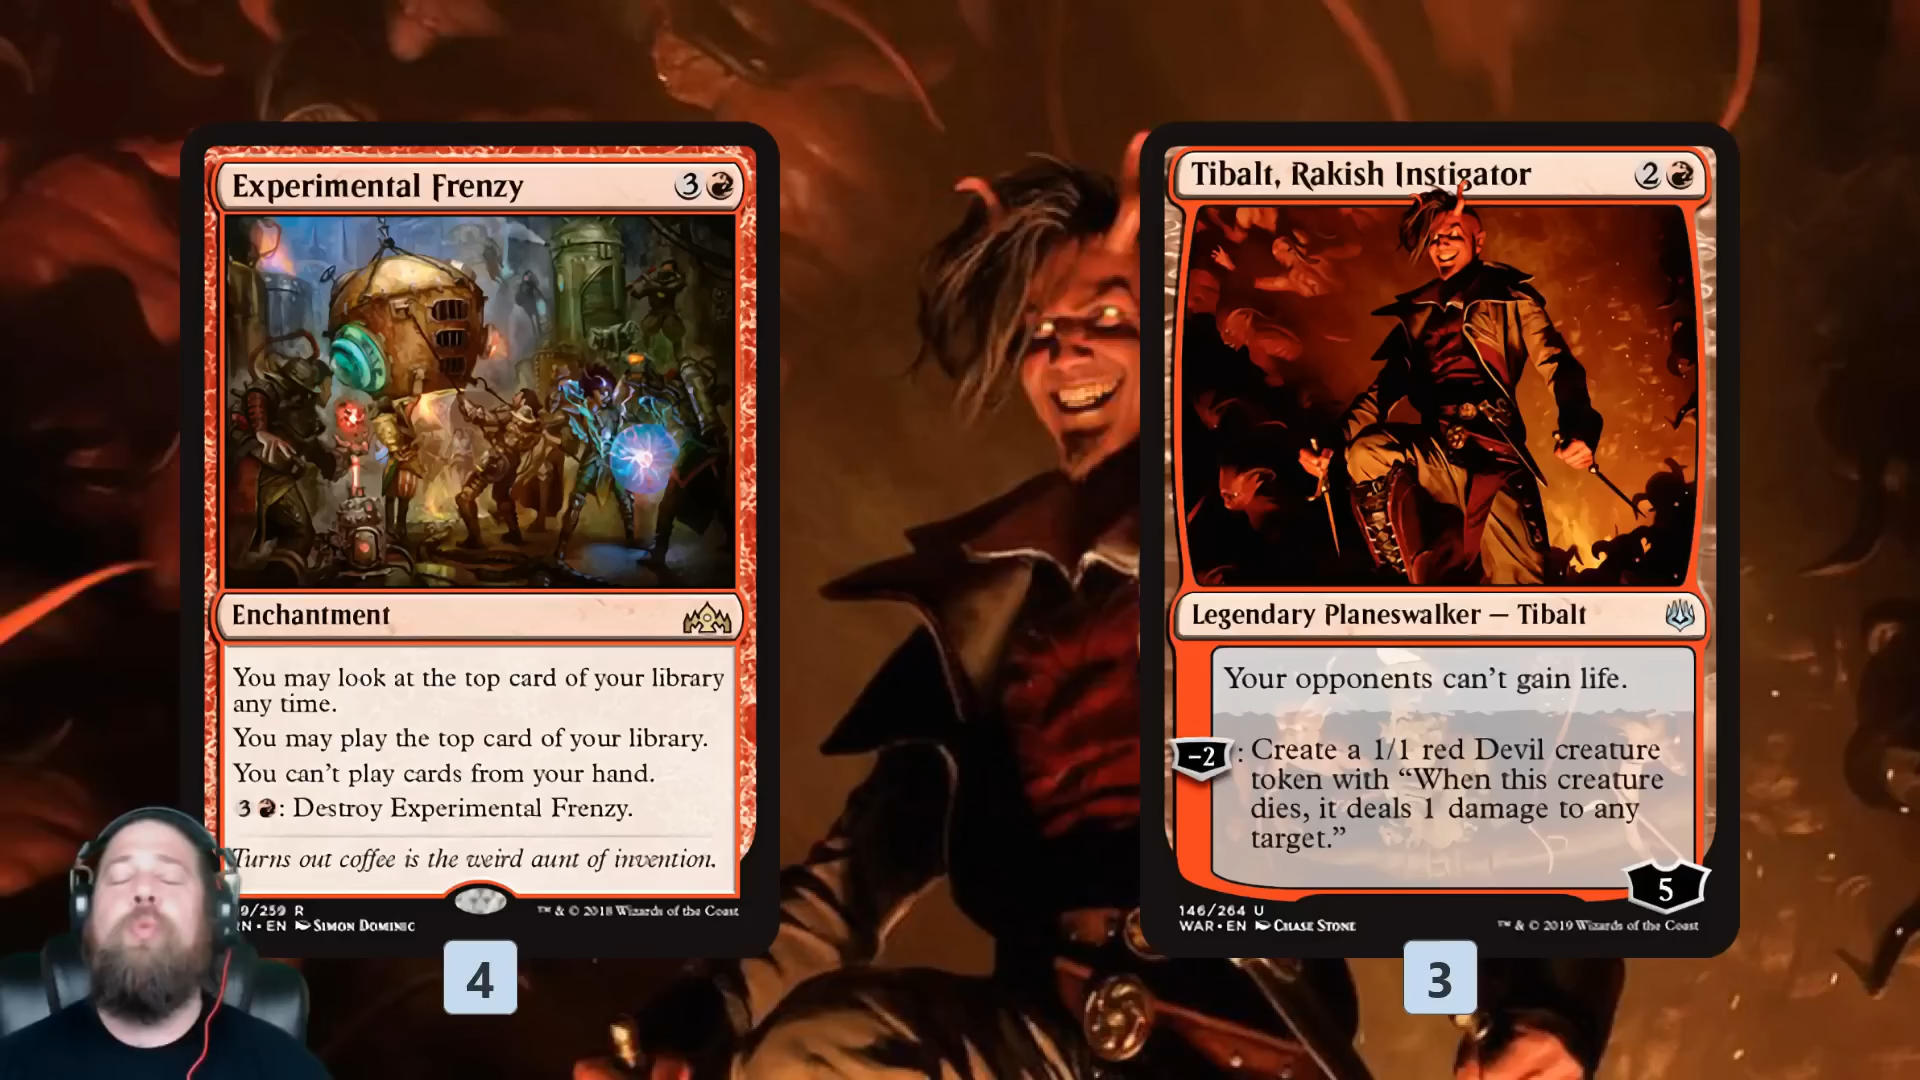 Experimental Frenzy 3
Enchantment
You may look at the top card of your library
any time.
You may play the top card of your library.
You can't play cards from your hand.
3 : Destroy Experimental Frenzy.
Turns out coffee is the weird aunt of invention.
9/259 R
N • EN SIMON DOMINIC
™ & © 2018 Wizards of the Coast
4
Tibalt, Rakish Instigator 2
Legendary Planeswalker — Tibalt
Your opponents can't gain life.
−2 : Create a 1/1 red Devil creature
token with “When this creature
dies, it deals 1 damage to any
target.”
5
146/264 U
WAR • EN CHASE STONE
™ & © 2019 Wizards of the Coast
3